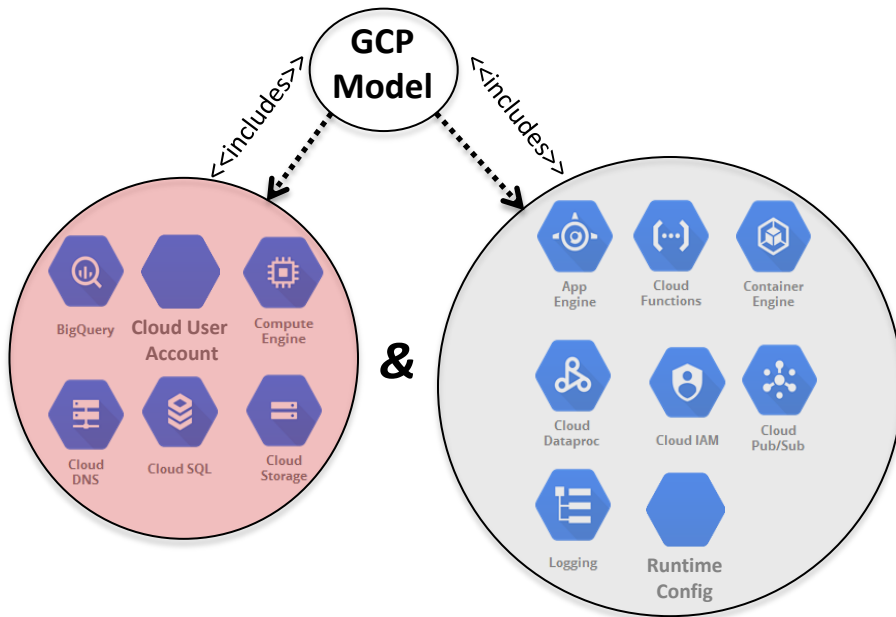 GCP
Model
<<includes>>
<<includes>>
BigQuery
Cloud User
Account
Compute
Engine
Cloud
DNS
Cloud SQL
Cloud
Storage
&
App
Engine
Cloud
Functions
Container
Engine
Cloud
Dataproc
Cloud IAM
Cloud
Pub/Sub
Logging
Runtime
Config